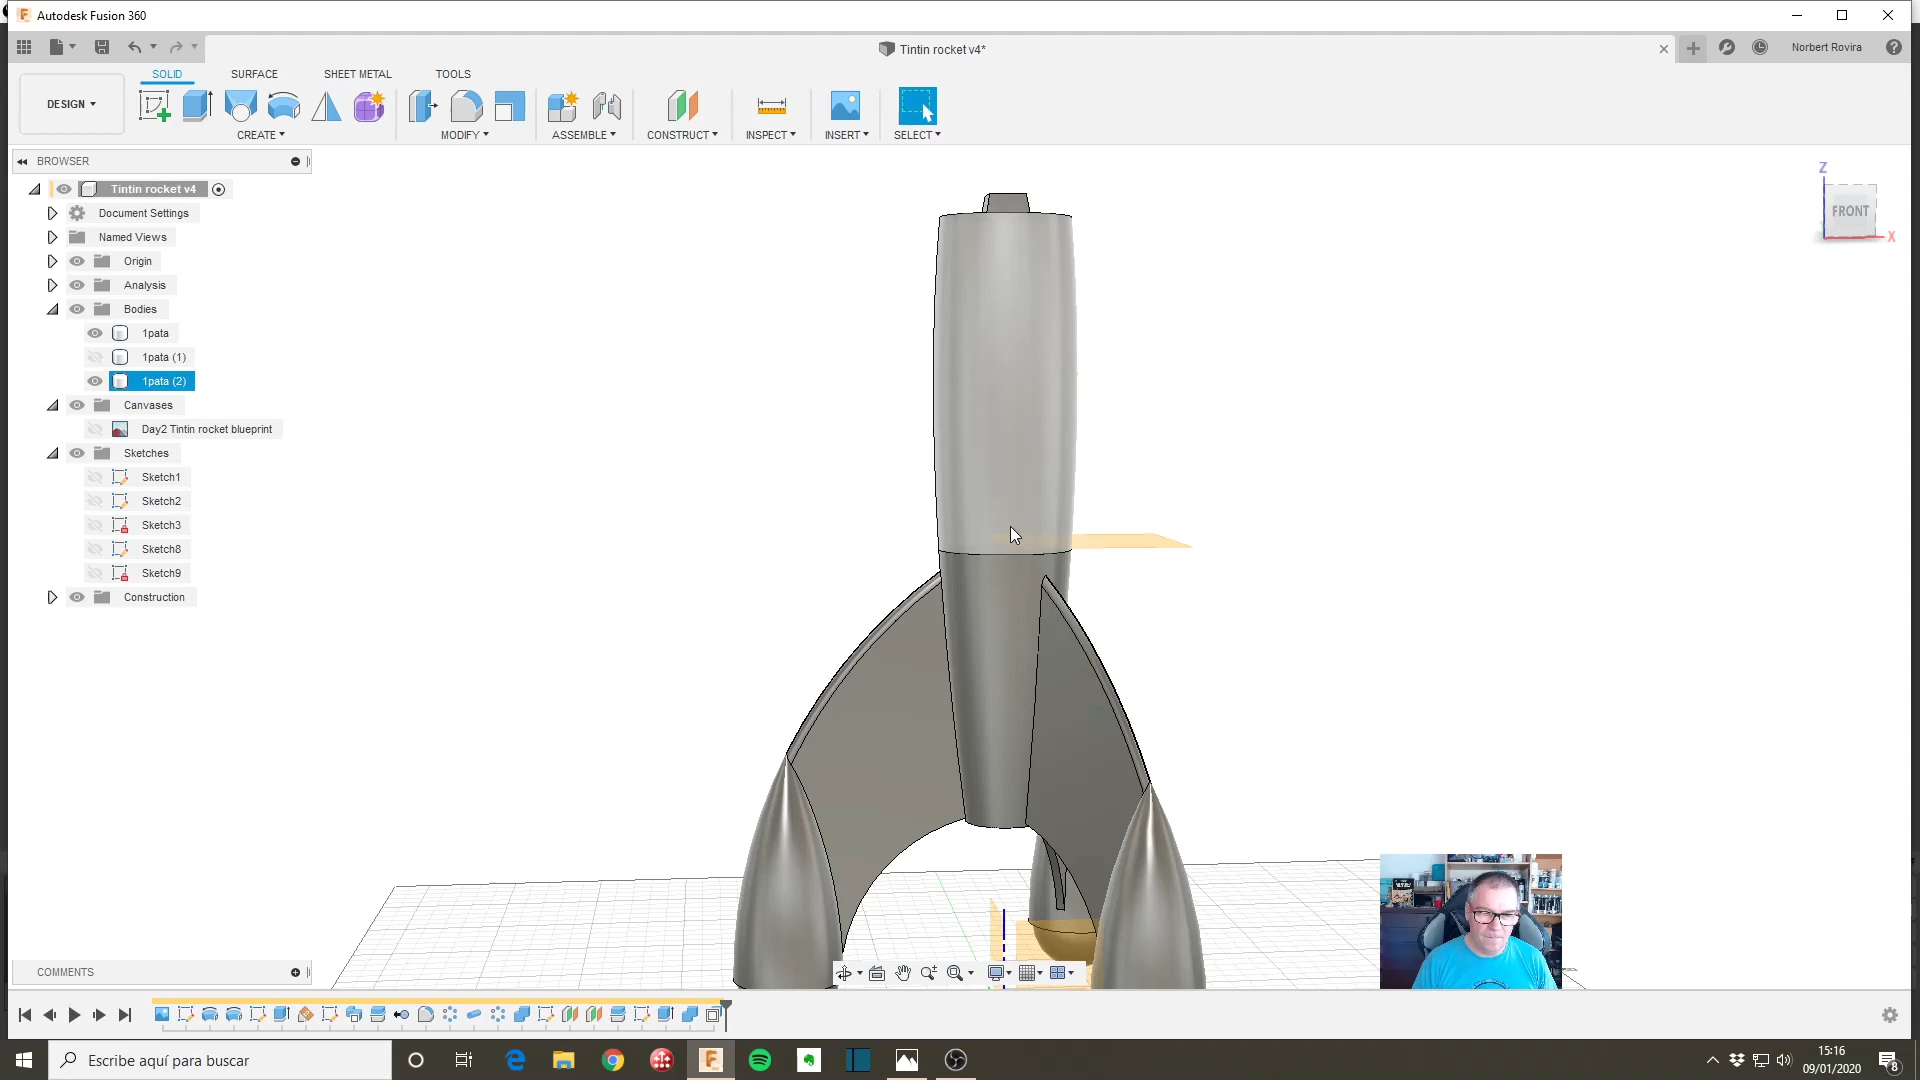 Autodesk Fusion 360
Tintin rocket v4*
Norbert Rovira
SOLID
SURFACE
SHEET METAL
TOOLS
DESIGN
CREATE
MODIFY
ASSEMBLE
CONSTRUCT
INSPECT
INSERT
SELECT
BROWSER
Tintin rocket v4
Document Settings
Named Views
Origin
Analysis
Bodies
1pata
1pata (1)
1pata (2)
Canvases
Day2 Tintin rocket blueprint
Sketches
Sketch1
Sketch2
Sketch3
Sketch8
Sketch9
Construction
Z
FRONT
X
COMMENTS
Escribe aquí para buscar
15:16
09/01/2020
8